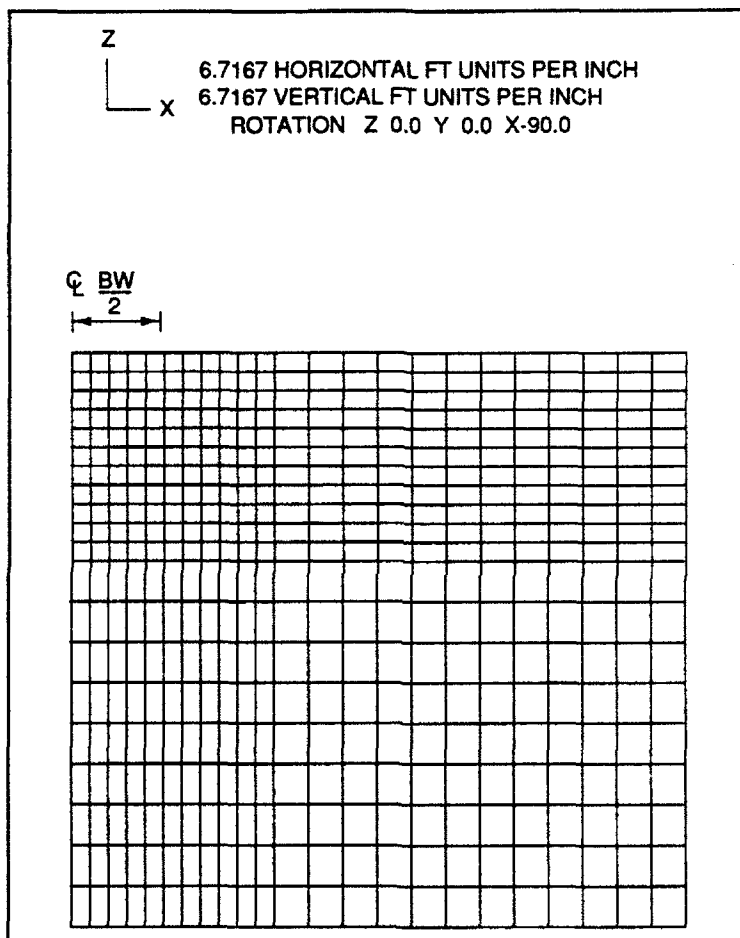 Z
6.7167 HORIZONTAL FT UNITS PER INCH
X 6.7167 VERTICAL FT UNITS PER INCH
ROTATION Z 0.0 Y 0.0 X-90.0
℄ BW
2